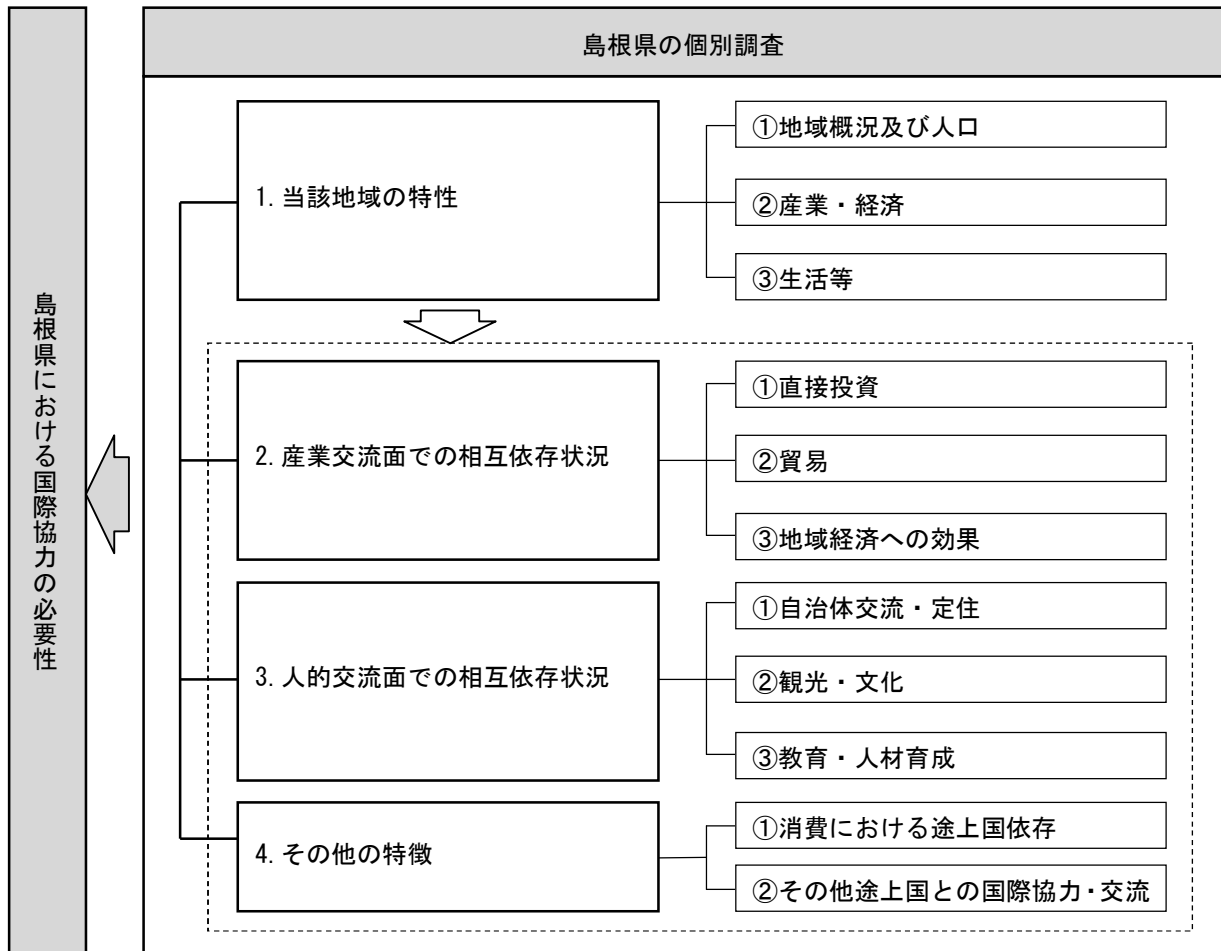 島根県の個別調査
島根県における国際協力の必要性
1. 当該地域の特性
①地域概況及び人口
②産業・経済
③生活等
2. 産業交流面での相互依存状況
①直接投資
②貿易
③地域経済への効果
3. 人的交流面での相互依存状況
①自治体交流・定住
②観光・文化
③教育・人材育成
4. その他の特徴
①消費における途上国依存
②その他途上国との国際協力・交流